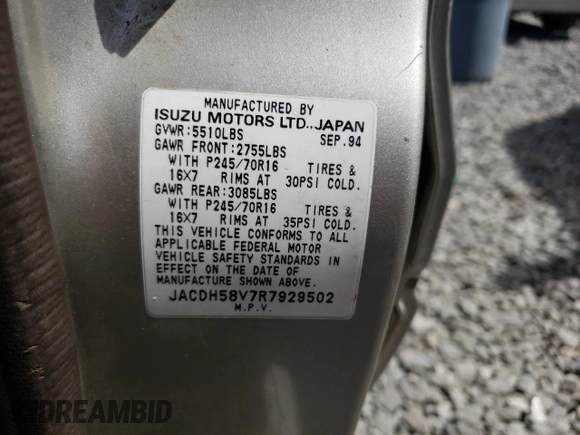 MANUFACTURED BY
ISUZU MOTORS LTD., JAPAN
GVWR:5510LBS SEP.94
GAWR FRONT:2755LBS
WITH P245/70R16 TIRES &
16X7 RIMS AT 30PSI COLD.
GAWR REAR:3085LBS
WITH P245/70R16 TIRES &
16X7 RIMS AT 35PSI COLD.
THIS VEHICLE CONFORMS TO ALL
APPLICABLE FEDERAL MOTOR
VEHICLE SAFETY STANDARDS IN
EFFECT ON THE DATE OF
MANUFACTURE SHOWN ABOVE.
JACDH58V7R7929502
M.P.V.
DREAMBID